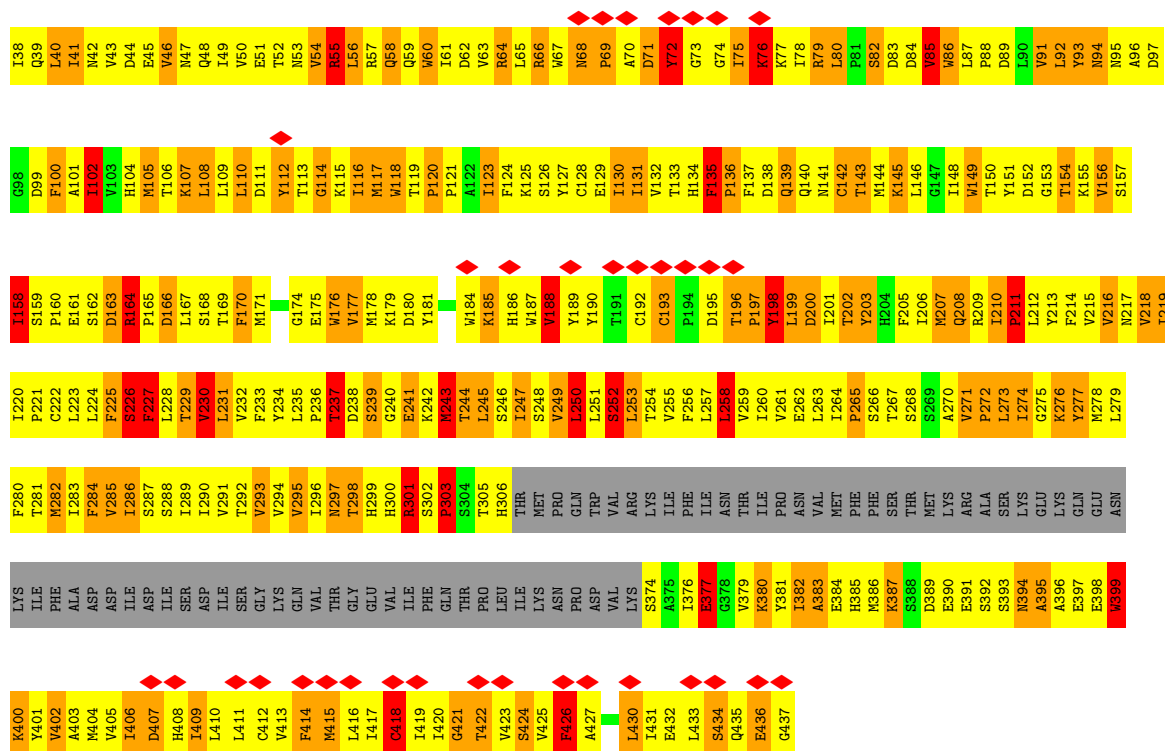 I38 Q39 L40 I41 N42 V43 D44 E45 V46 N47 Q48 I49 V50 E51 T52 N53 V54 R55 L56 R57 Q58 Q59 W60 I61 D62 V63 R64 L65 R66 W67 N68 P69 A70 D71 Y72 G73 G74 I75 K76 K77 I78 R79 L80 P81 S82 D83 D84 V85 W86 L87 P88 D89 L90 V91 L92 Y93 N94 N95 A96 D97
G98 D99 F100 A101 I102 V103 H104 M105 T106 K107 L108 L109 L110 D111 Y112 T113 G114 K115 I116 M117 W118 T119 P120 P121 A122 I123 F124 K125 S126 Y127 C128 E129 I130 I131 V132 T133 H134 F135 P136 F137 D138 Q139 Q140 N141 C142 T143 M144 K145 L146 G147 I148 W149 T150 Y151 D152 G153 T154 K155 V156 S157
I158 S159 P160 E161 S162 D163 R164 P165 D166 L167 S168 T169 F170 M171 G174 E175 W176 V177 M178 K179 D180 Y181 W184 K185 H186 W187 V188 Y189 Y190 T191 C192 C193 P194 D195 T196 P197 Y198 L199 D200 I201 T202 Y203 H204 F205 I206 M207 Q208 R209 I210 P211 L212 Y213 F214 V215 V216 N217 V218 I219
I220 P221 C222 L223 L224 F225 S226 F227 L228 T229 V230 L231 V232 F233 Y234 L235 P236 T237 D238 S239 G240 E241 K242 M243 T244 L245 S246 I247 S248 V249 L250 L251 S252 L253 T254 V255 F256 L257 L258 V259 I260 V261 E262 L263 I264 P265 S266 T267 S268 S269 A270 V271 P272 L273 I274 G275 K276 Y277 M278 L279
F280 T281 M282 I283 F284 V285 I286 S287 S288 I289 I290 V291 T292 V293 V294 V295 I296 N297 T298 H299 H300 R301 S302 P303 S304 T305 H306 THR MET PRO GLN TRP VAL ARG LYS ILE PHE ILE ASN THR ILE PRO ASN VAL MET PHE PHE SER THR MET LYS ARG ALA SER LYS GLU LYS GLN GLU ASN
LYS ILE PHE ALA ASP ASP ILE ASP ILE SER ASP ILE SER GLY LYS GLN VAL THR GLY GLU VAL ILE PHE GLN THR PRO LEU ILE LYS ASN PRO ASP VAL LYS S374 A375 I376 E377 G378 V379 K380 Y381 I382 A383 E384 H385 M386 K387 S388 D389 E390 E391 S392 S393 N394 A395 A396 E397 E398 W399
K400 Y401 V402 A403 M404 V405 I406 D407 H408 I409 L410 L411 C412 V413 F414 M415 L416 I417 C418 I419 I420 G421 T422 V423 S424 V425 F426 A427 L430 I431 E432 L433 S434 Q435 E436 G437